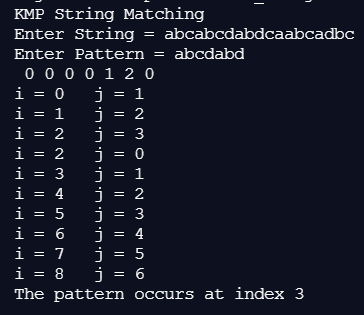 KMP String Matching
Enter String = abcabcdabdcaabcadbc
Enter Pattern = abcdabd
0 0 0 0 1 2 0
i = 0 j = 1
i = 1 j = 2
i = 2 j = 3
i = 2 j = 0
i = 3 j = 1
i = 4 j = 2
i = 5 j = 3
i = 6 j = 4
i = 7 j = 5
i = 8 j = 6
The pattern occurs at index 3